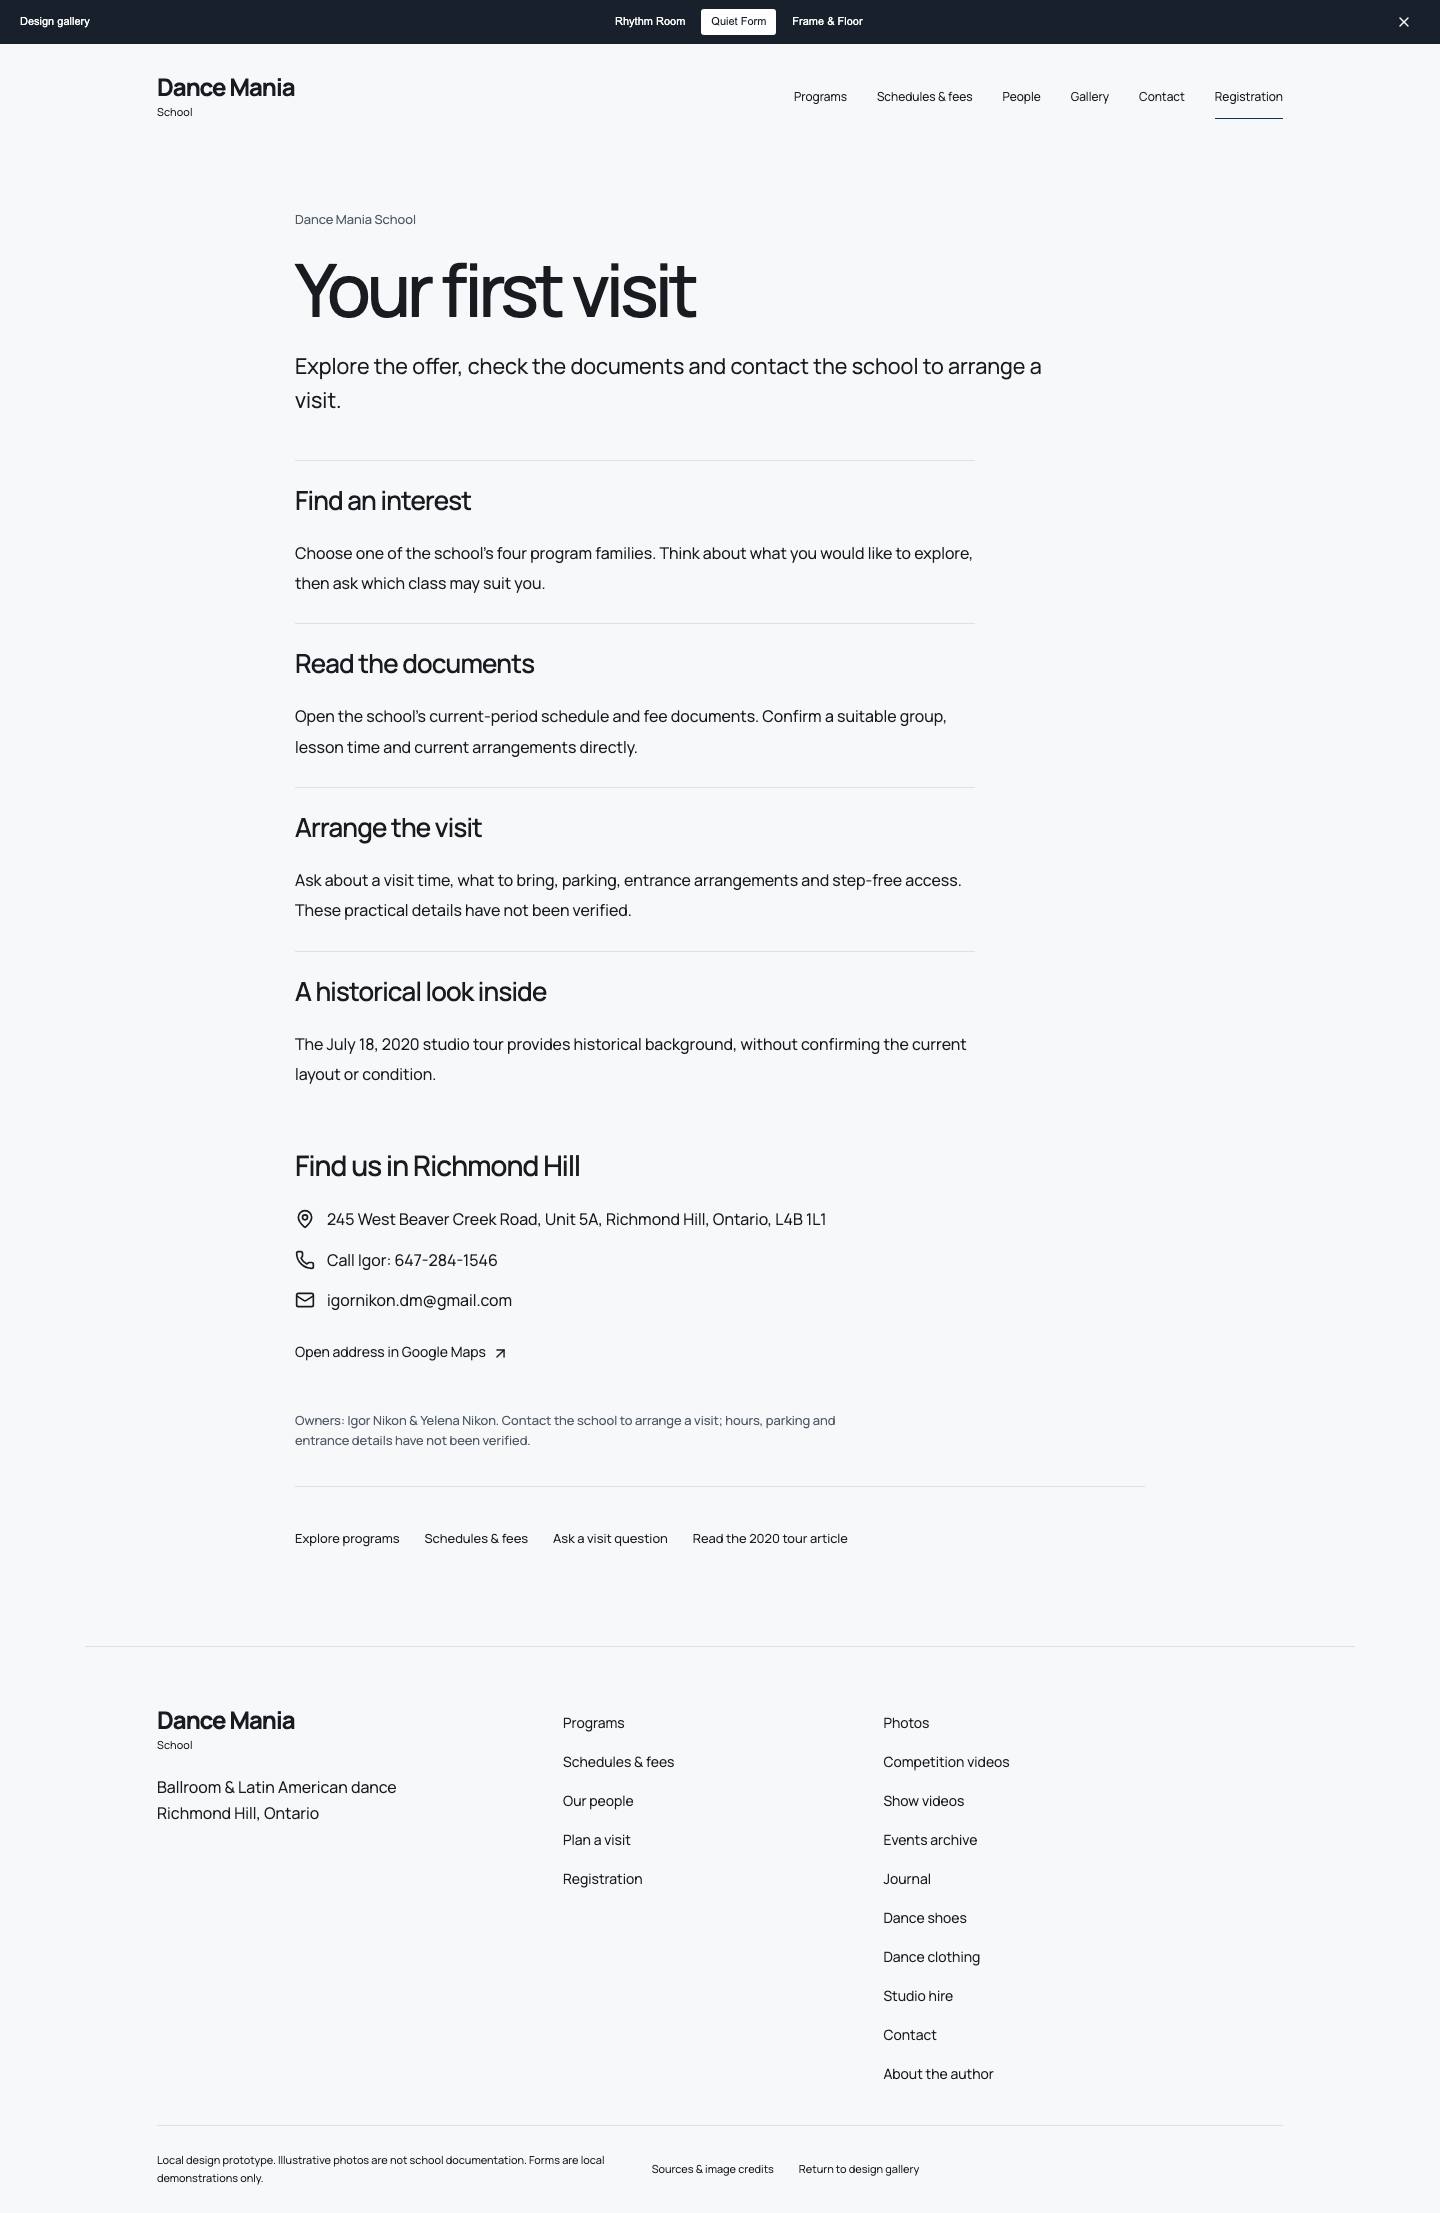 Design gallery
Rhythm Room
Quiet Form
Frame & Floor
Dance Mania
School
Programs
Schedules & fees
People
Gallery
Contact
Registration
Dance Mania School
Your first visit
Explore the offer, check the documents and contact the school to arrange a
visit.
Find an interest
Choose one of the school's four program families. Think about what you would like to explore,
then ask which class may suit you.
Read the documents
Open the school's current-period schedule and fee documents. Confirm a suitable group,
lesson time and current arrangements directly.
Arrange the visit
Ask about a visit time, what to bring, parking, entrance arrangements and step-free access.
These practical details have not been verified.
A historical look inside
The July 18, 2020 studio tour provides historical background, without confirming the current
layout or condition.
Find us in Richmond Hill
245 West Beaver Creek Road, Unit 5A, Richmond Hill, Ontario, L4B 1L1
Call Igor: 647-284-1546
igornikon.dm@gmail.com
Open address in Google Maps
Owners: Igor Nikon & Yelena Nikon. Contact the school to arrange a visit; hours, parking and
entrance details have not been verified.
Explore programs
Schedules & fees
Ask a visit question
Read the 2020 tour article
Dance Mania
School
Ballroom & Latin American dance
Richmond Hill, Ontario
Programs
Schedules & fees
Our people
Plan a visit
Registration
Photos
Competition videos
Show videos
Events archive
Journal
Dance shoes
Dance clothing
Studio hire
Contact
About the author
Local design prototype. Illustrative photos are not school documentation. Forms are local
demonstrations only.
Sources & image credits
Return to design gallery